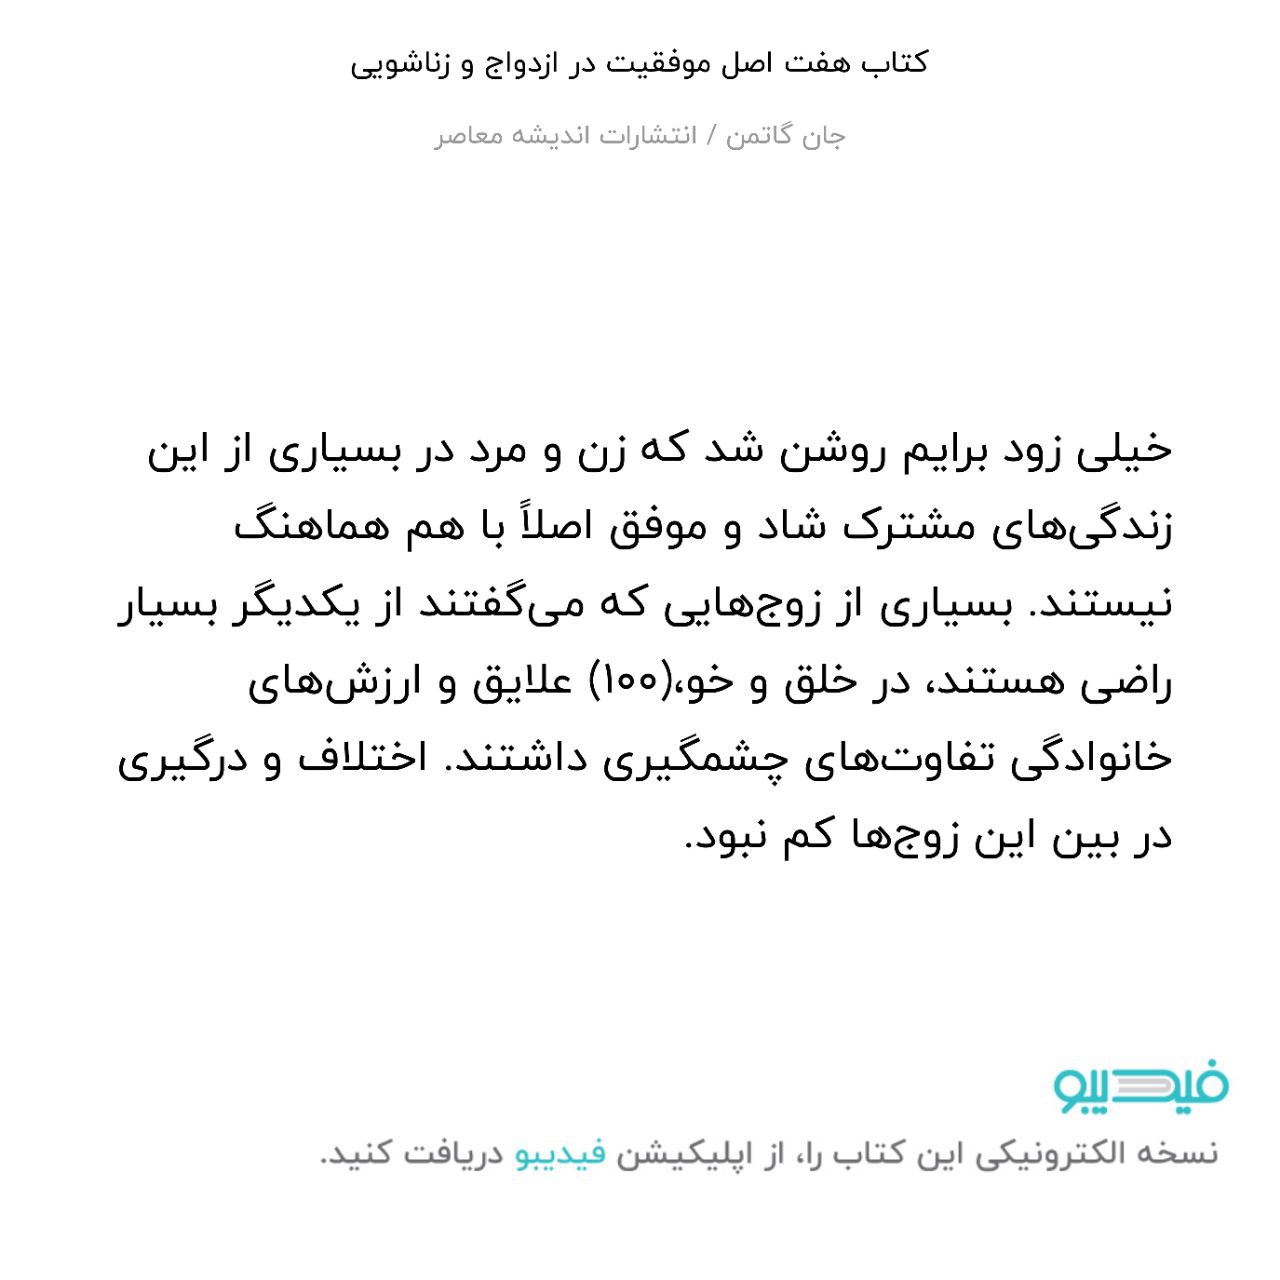 کتاب هفت اصل موفقیت در ازدواج و زناشویی
جان گاتمن / انتشارات اندیشه معاصر
خیلی زود برایم روشن شد که زن و مرد در بسیاری از این
زندگی‌های مشترک شاد و موفق اصلاً با هم هماهنگ
نیستند. بسیاری از زوج‌هایی که می‌گفتند از یکدیگر بسیار
راضی هستند، در خلق و خو،(۱۰۰) علایق و ارزش‌های
خانوادگی تفاوت‌های چشمگیری داشتند. اختلاف و درگیری
در بین این زوج‌ها کم نبود.
فیدیبو
نسخه الکترونیکی این کتاب را، از اپلیکیشن فیدیبو دریافت کنید.